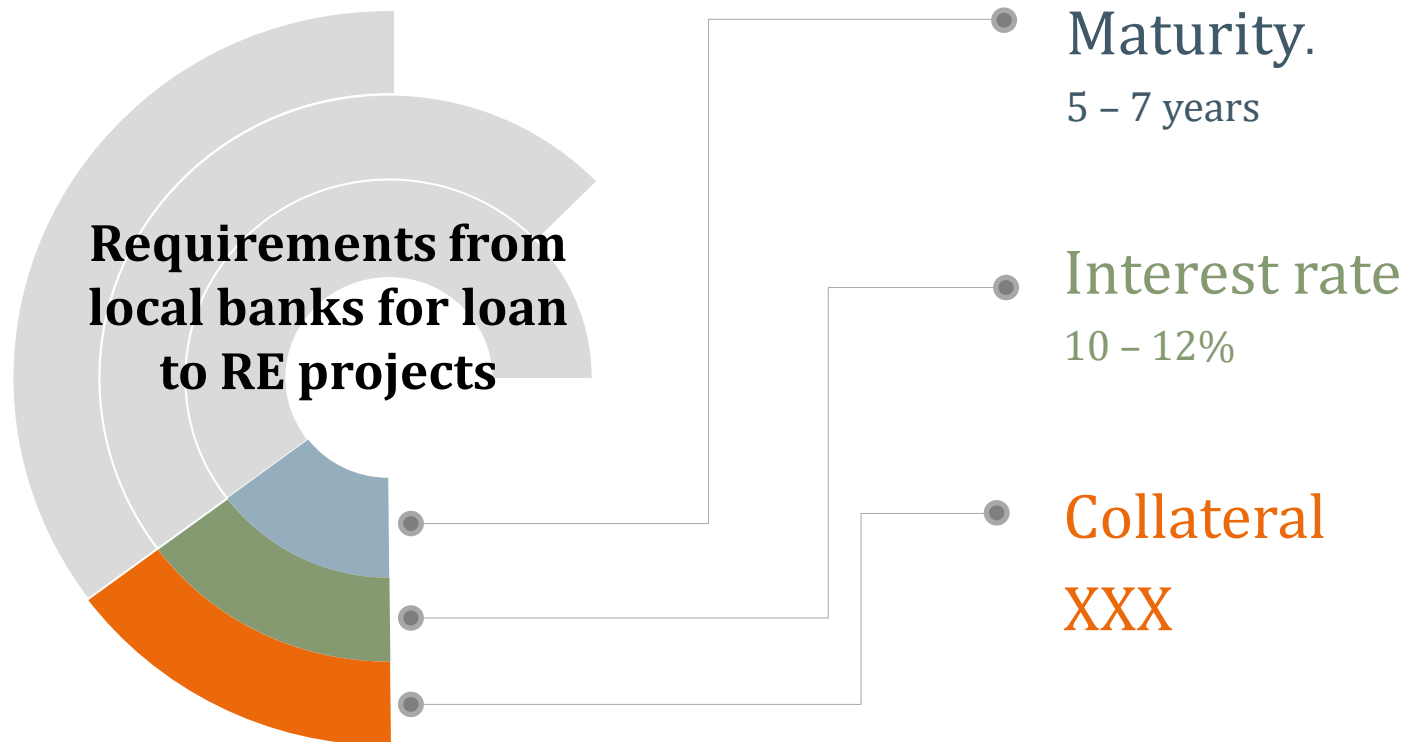 Requirements from
local banks for loan
to RE projects
Maturity.
5 – 7 years
Interest rate
10 – 12%
Collateral
XXX